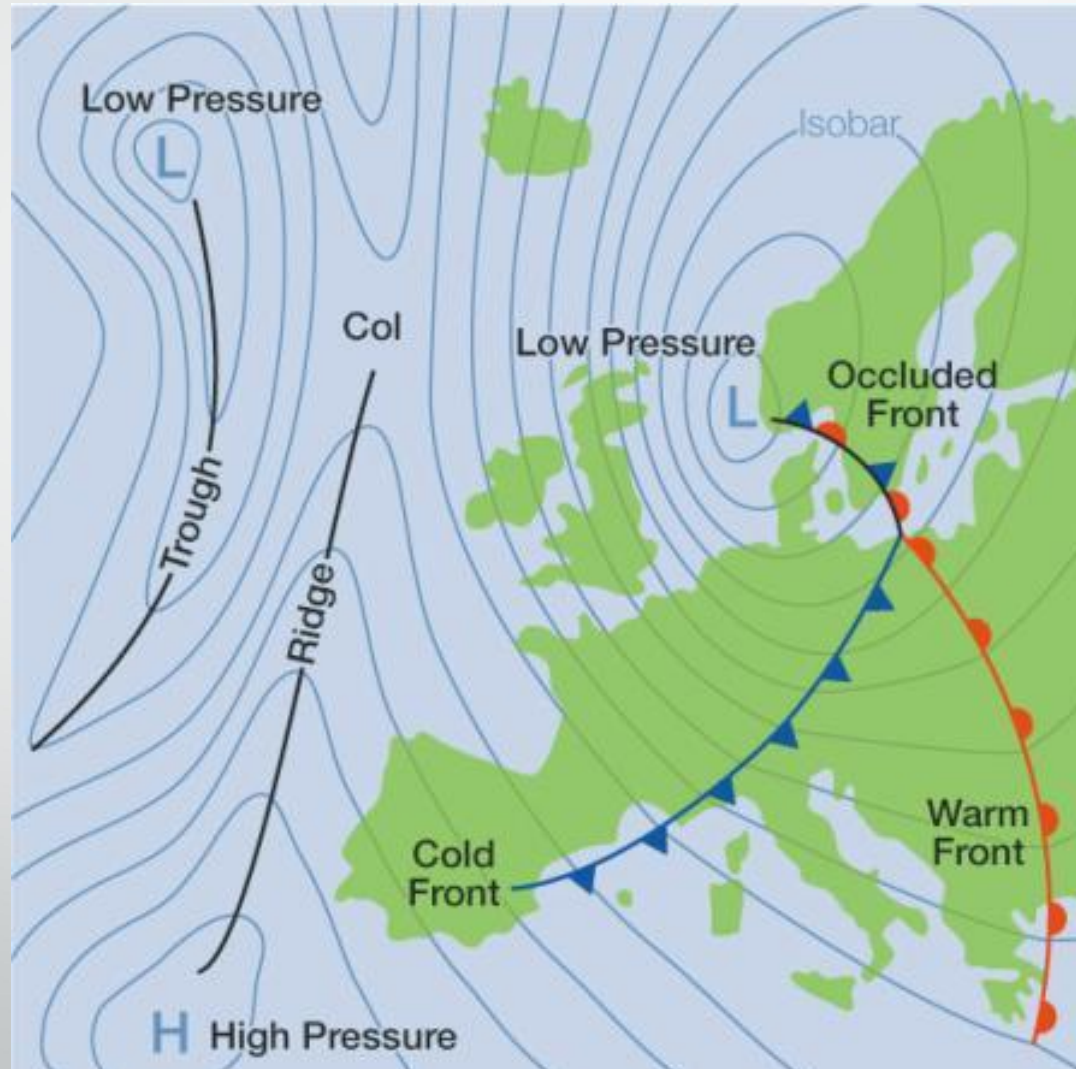 Low Pressure
L
Isobar
Col
Low Pressure
L
Occluded
Front
Trough
Ridge
Warm
Front
Cold
Front
H High Pressure